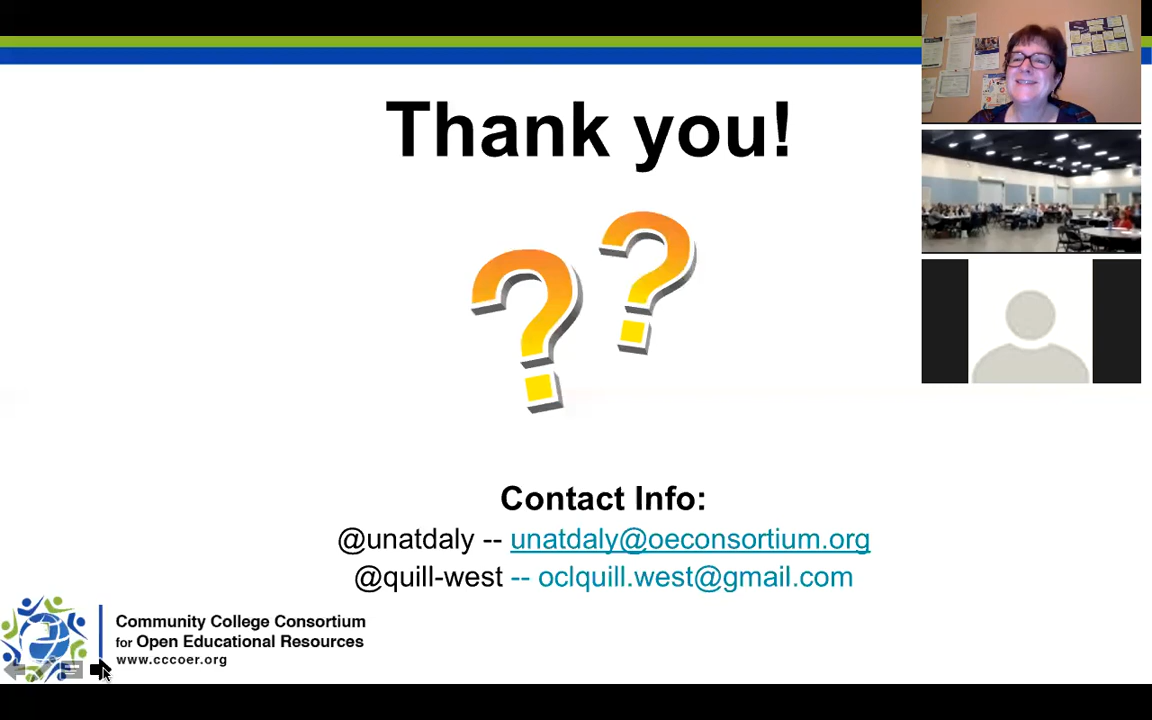 Thank you!
??
Contact Info:
@unatdaly -- unatdaly@oeconsortium.org
@quill-west -- oclquill.west@gmail.com
Community College Consortium
for Open Educational Resources
www.cccoer.org